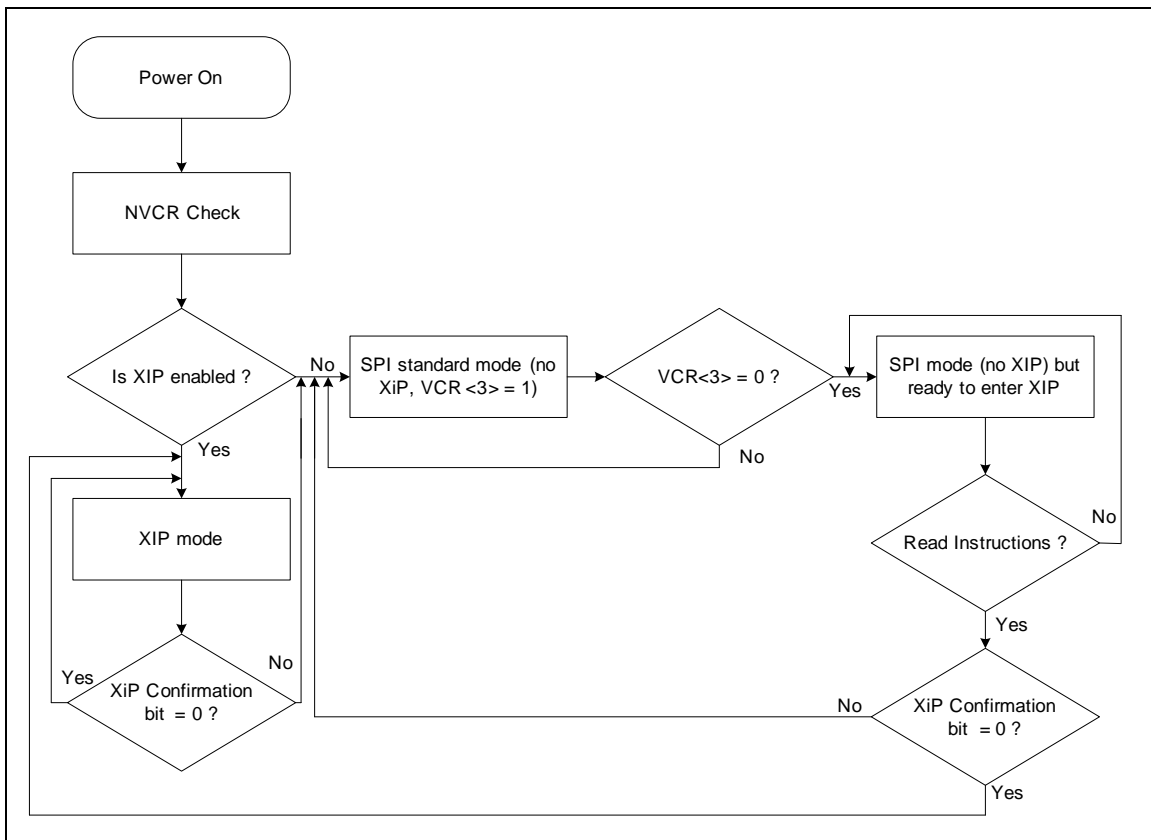 Power On
NVCR Check
Is XIP enabled ?
No
SPI standard mode (no
XiP, VCR <3> = 1)
VCR<3> = 0 ?
Yes
SPI mode (no XIP) but
ready to enter XIP
No
Yes
XIP mode
Read Instructions ?
No
Yes
Yes
XiP Confirmation
bit = 0 ?
No
No
XiP Confirmation
bit = 0 ?
Yes